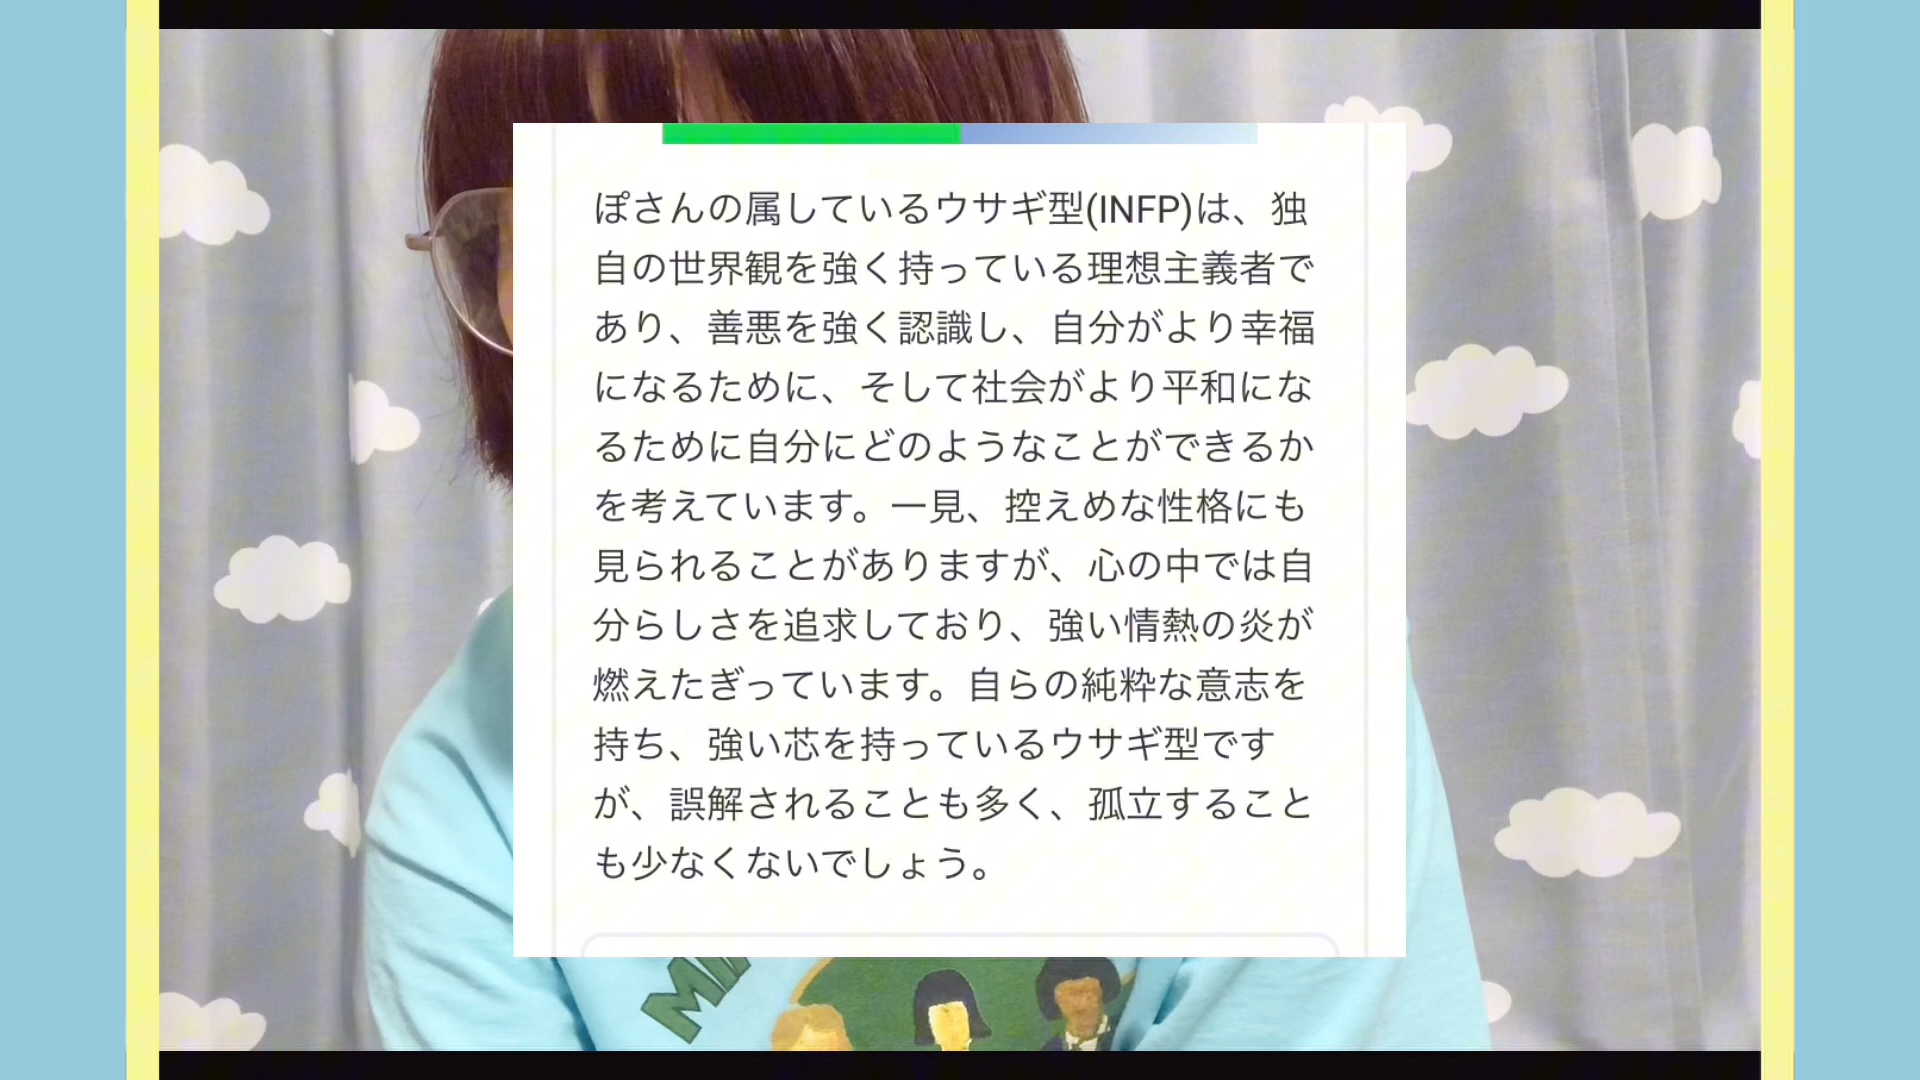 ぽさんの属しているウサギ型(INFP)は、独
自の世界観を強く持っている理想主義者で
あり、善悪を強く認識し、自分がより幸福
になるために、そして社会がより平和にな
るために自分にどのようなことができるか
を考えています。一見、控えめな性格にも
見られることがありますが、心の中では自
分らしさを追求しており、強い情熱の炎が
燃えたぎっています。自らの純粋な意志を
持ち、強い芯を持っているウサギ型です
が、誤解されることも多く、孤立すること
も少なくないでしょう。